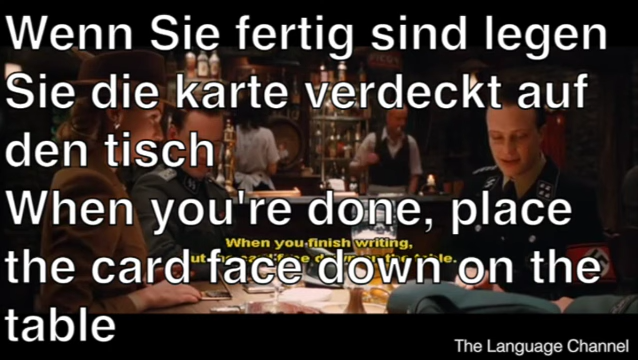 Wenn Sie fertig sind legen
Sie die karte verdeckt auf
den tisch
When you're done, place
When you finish writing,
the card face down on the
table
The Language Channel